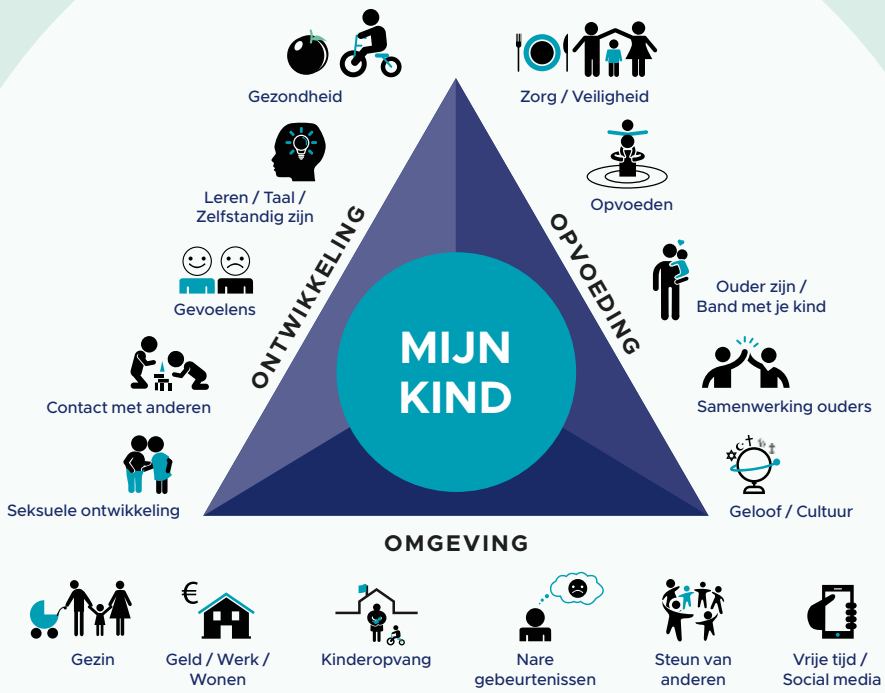 Gezondheid
Zorg / Veiligheid
Leren / Taal /
Zelfstandig zijn
Opvoeden
ONTWIKKELING
OPVOEDING
Gevoelens
Ouder zijn /
Band met je kind
MIJN
KIND
Contact met anderen
Samenwerking ouders
Seksuele ontwikkeling
Geloof / Cultuur
OMGEVING
€
Gezin
Geld / Werk /
Wonen
Kinderopvang
Nare
gebeurtenissen
Steun van
anderen
Vrije tijd /
Social media